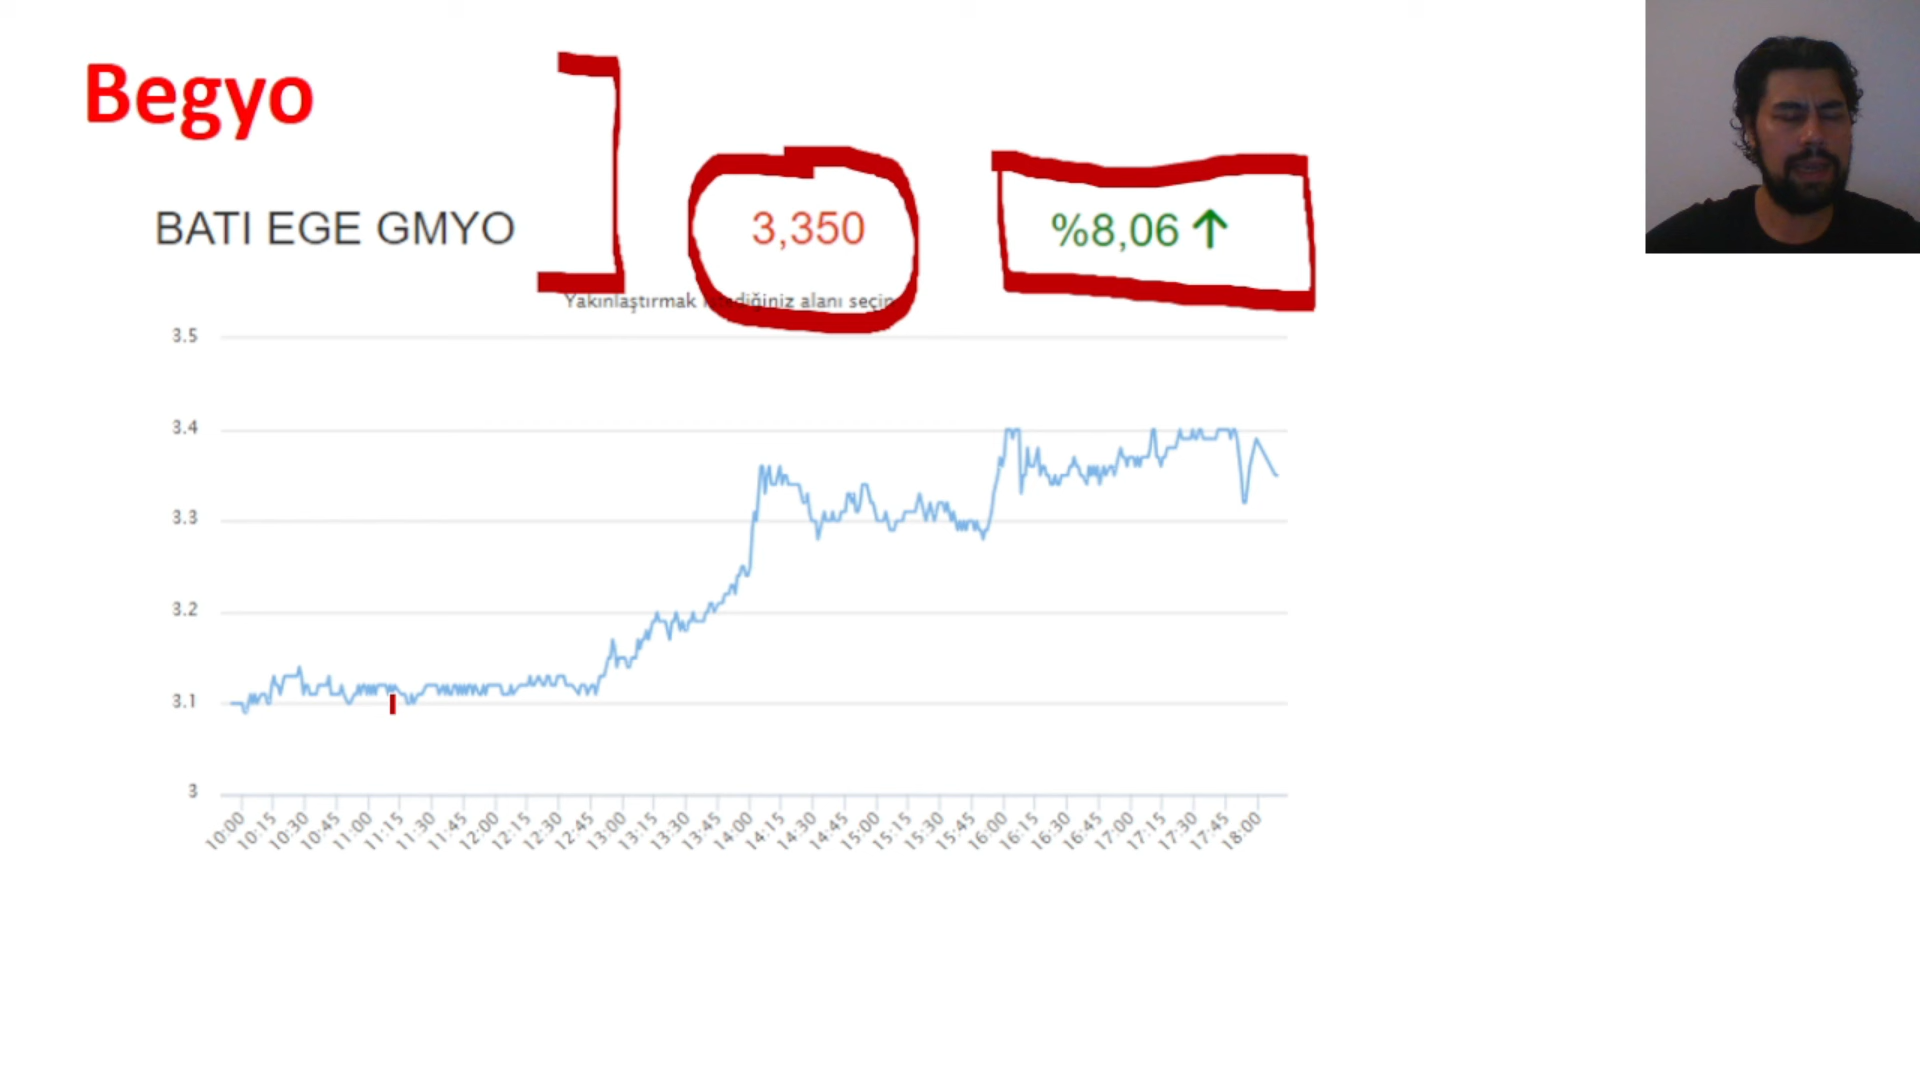 Begyo
BATI EGE GMYO 3,350 %8,06
Yakınlaştırmak istediğiniz alanı seçin
3.5
3.4
3.3
3.2
3.1
3
10:00 10:15 10:30 10:45 11:00 11:15 11:30 11:45 12:00 12:15 12:30 12:45 13:00 13:15 13:30 13:45 14:00 14:15 14:30 14:45 15:00 15:15 15:30 15:45 16:00 16:15 16:30 16:45 17:00 17:15 17:30 17:45 18:00